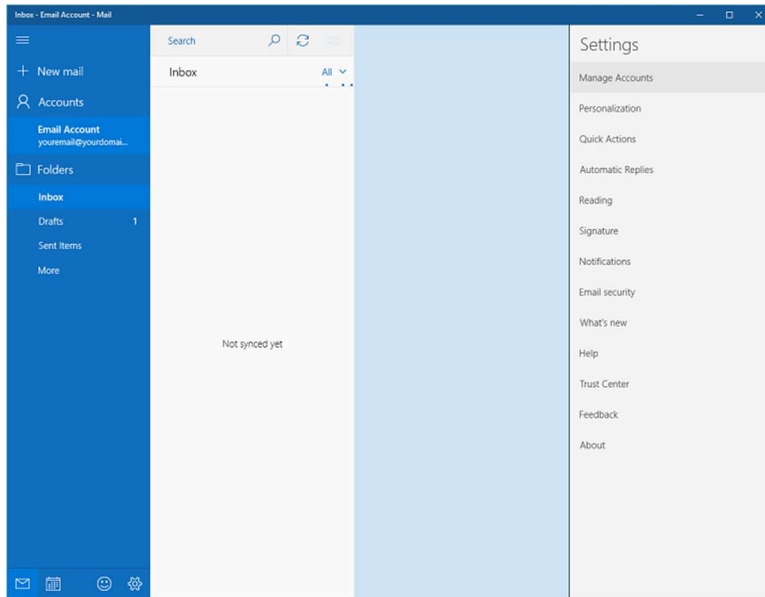 Inbox - Email Account - Mail
New mail
Accounts
Email Account
youremail@yourdomai...
Folders
Inbox
Drafts 1
Sent Items
More
Search
Inbox All
Not synced yet
Settings
Manage Accounts
Personalization
Quick Actions
Automatic Replies
Reading
Signature
Notifications
Email security
What's new
Help
Trust Center
Feedback
About